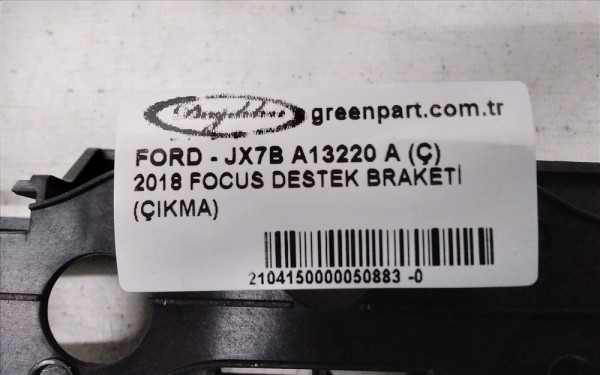 greenpart.com.tr
FORD - JX7B A13220 A (Ç)
2018 FOCUS DESTEK BRAKETİ
(ÇIKMA)
2104150000050883 -0